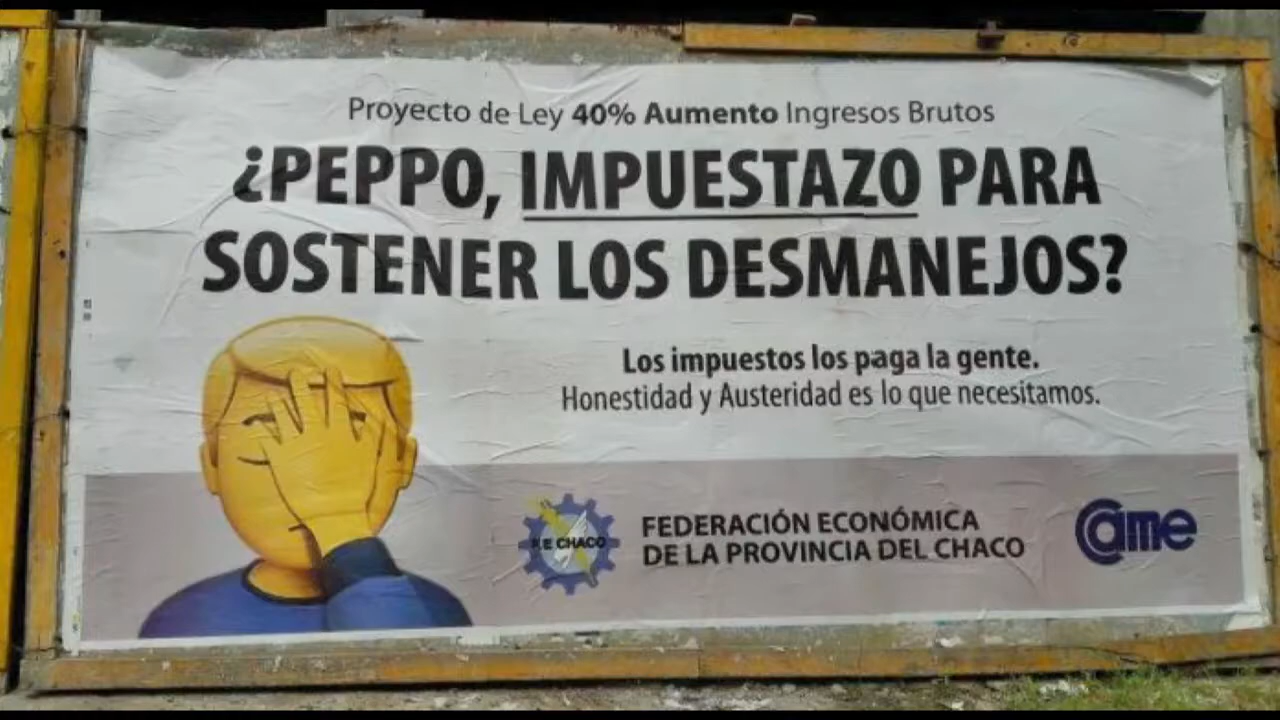 Proyecto de Ley 40% Aumento Ingresos Brutos
¿PEPPO, IMPUESTAZO PARA
SOSTENER LOS DESMANEJOS?
Los impuestos los paga la gente.
Honestidad y Austeridad es lo que necesitamos.
F.E CHACO
FEDERACIÓN ECONÓMICA
DE LA PROVINCIA DEL CHACO
Came